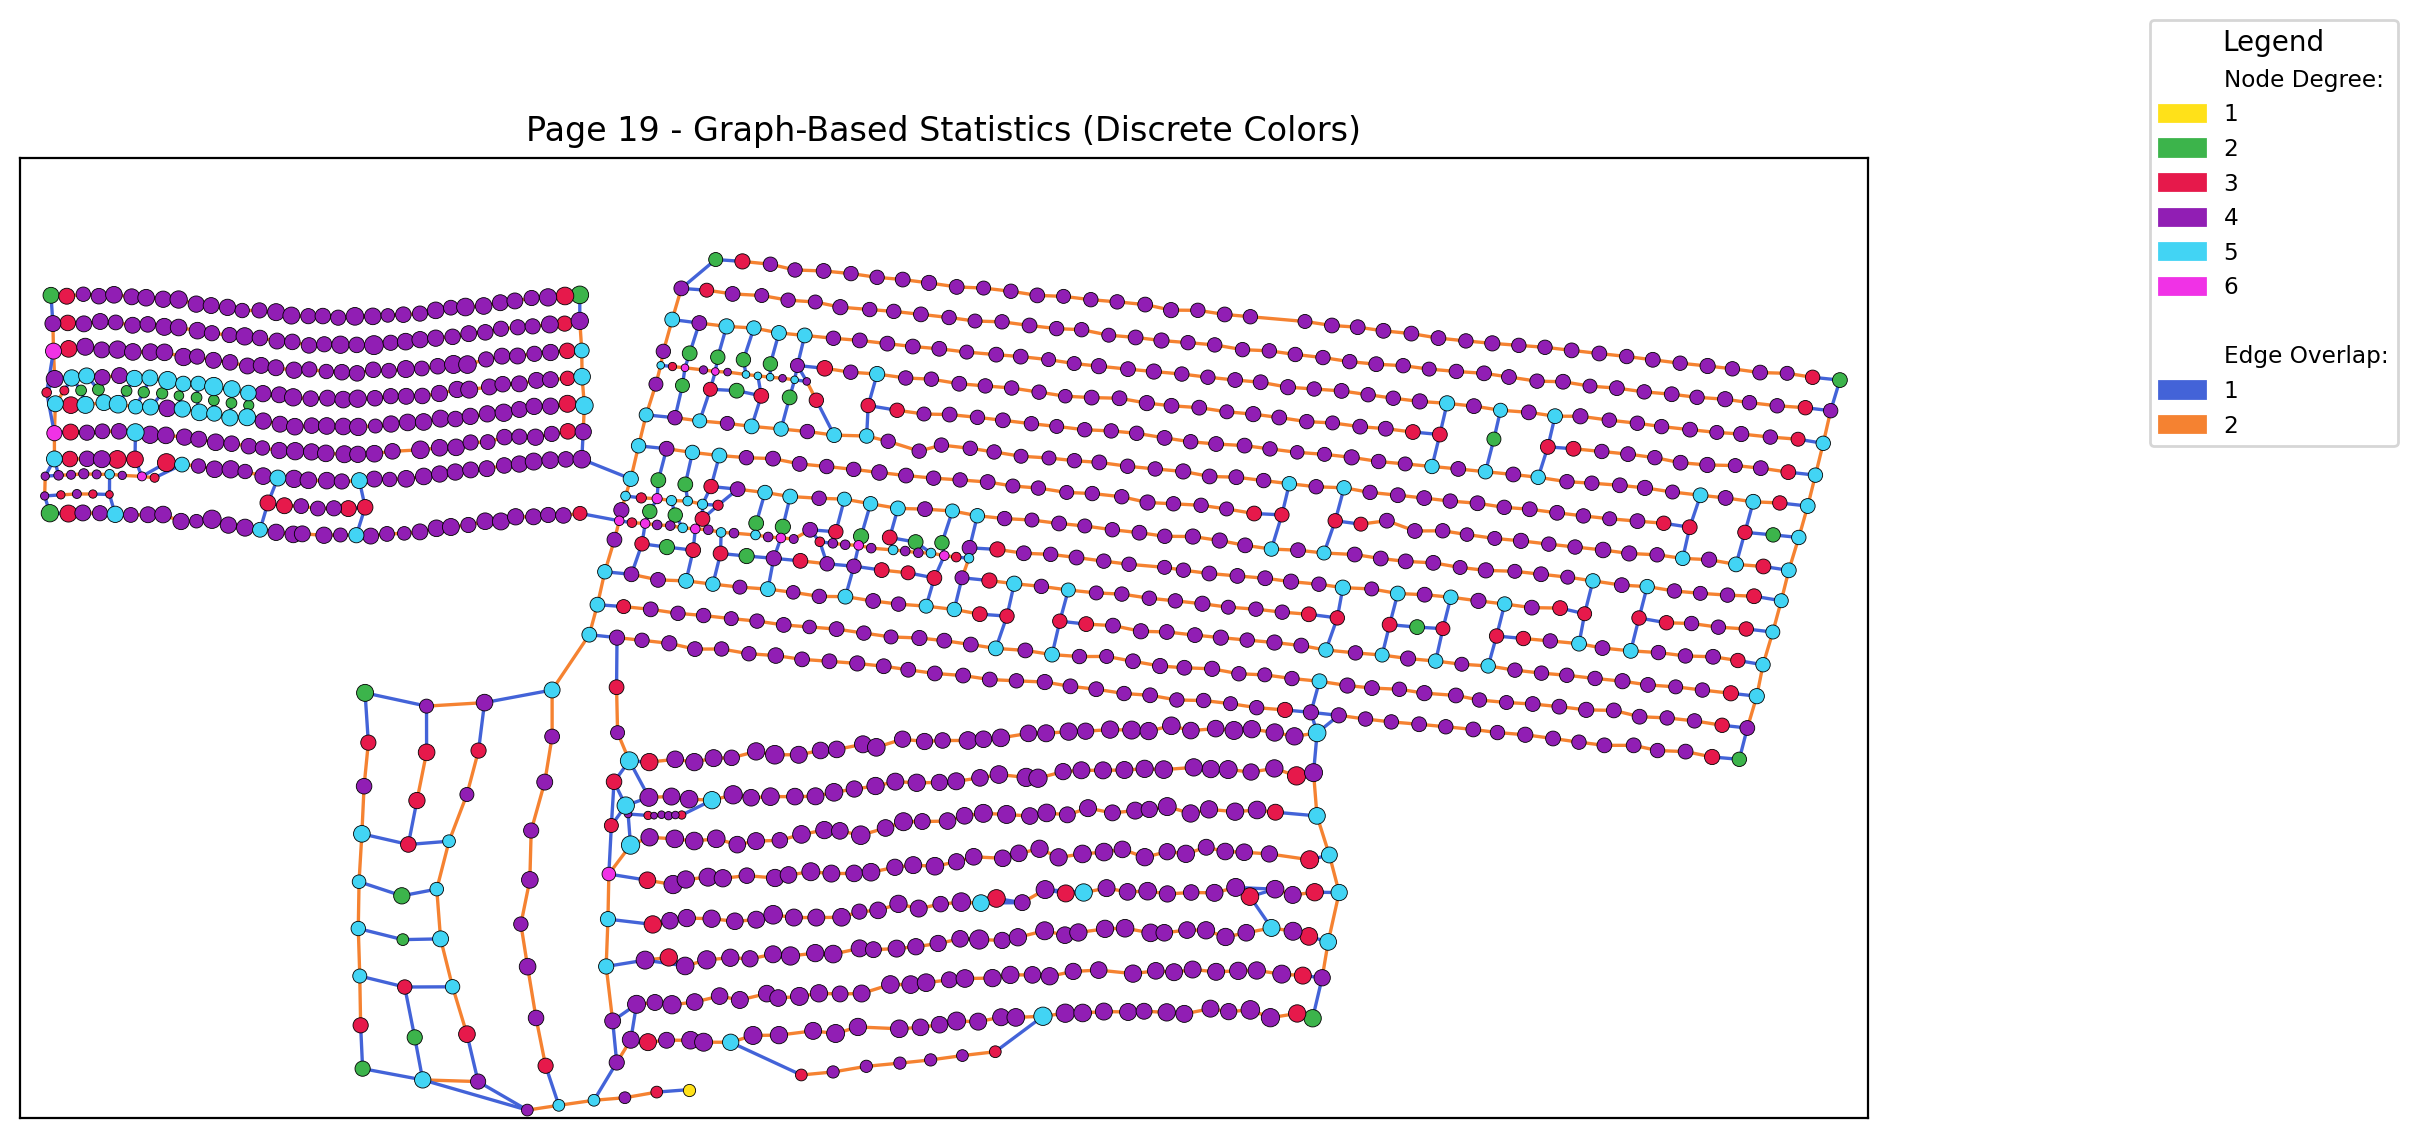 Page 19 - Graph-Based Statistics (Discrete Colors)
Legend
Node Degree:
1
2
3
4
5
6
Edge Overlap:
1
2